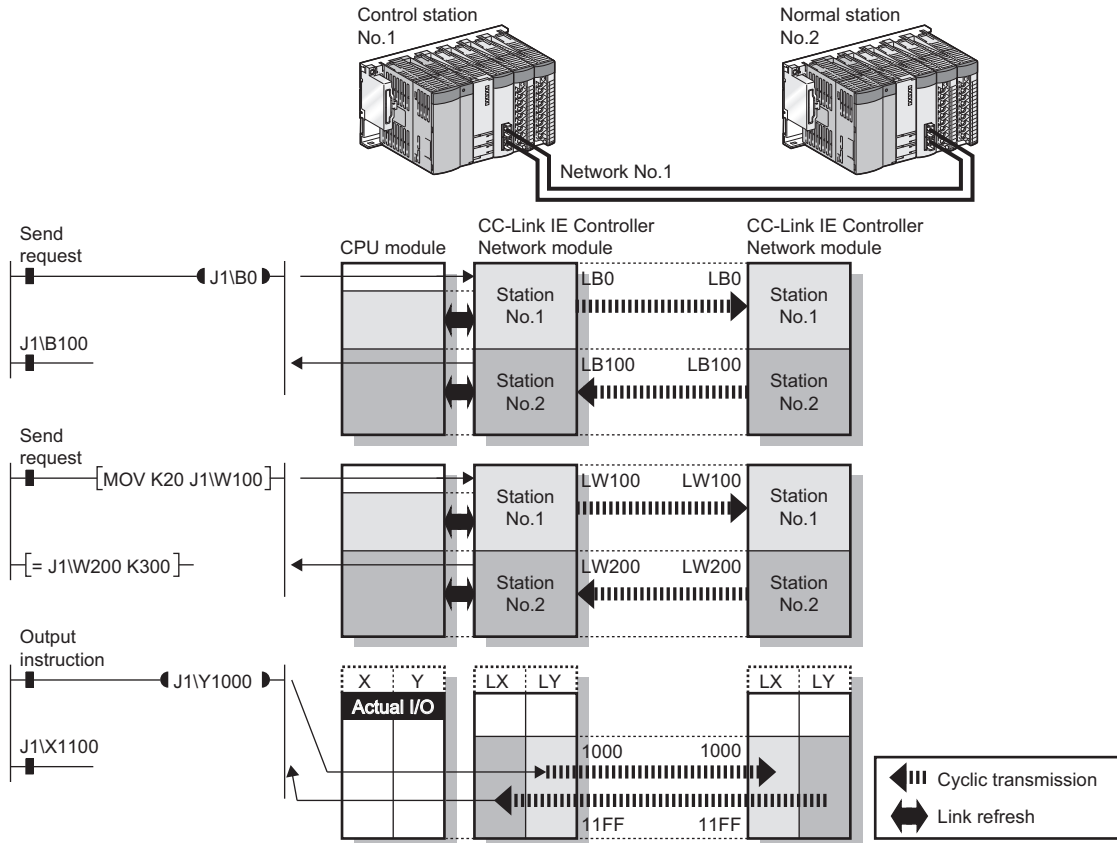 Control station
No.1
Normal station
No.2
Network No.1
Send
request
J1\B0
J1\B100
CPU module
CC-Link IE Controller
Network module
CC-Link IE Controller
Network module
Station
No.1
LB0
LB0
Station
No.1
Station
No.2
LB100
LB100
Station
No.2
Send
request
MOV K20 J1\W100
= J1\W200 K300
Station
No.1
LW100
LW100
Station
No.1
Station
No.2
LW200
LW200
Station
No.2
Output
instruction
J1\Y1000
J1\X1100
X Y
Actual I/O
LX LY
LX LY
1000
1000
11FF
11FF
Cyclic transmission
Link refresh